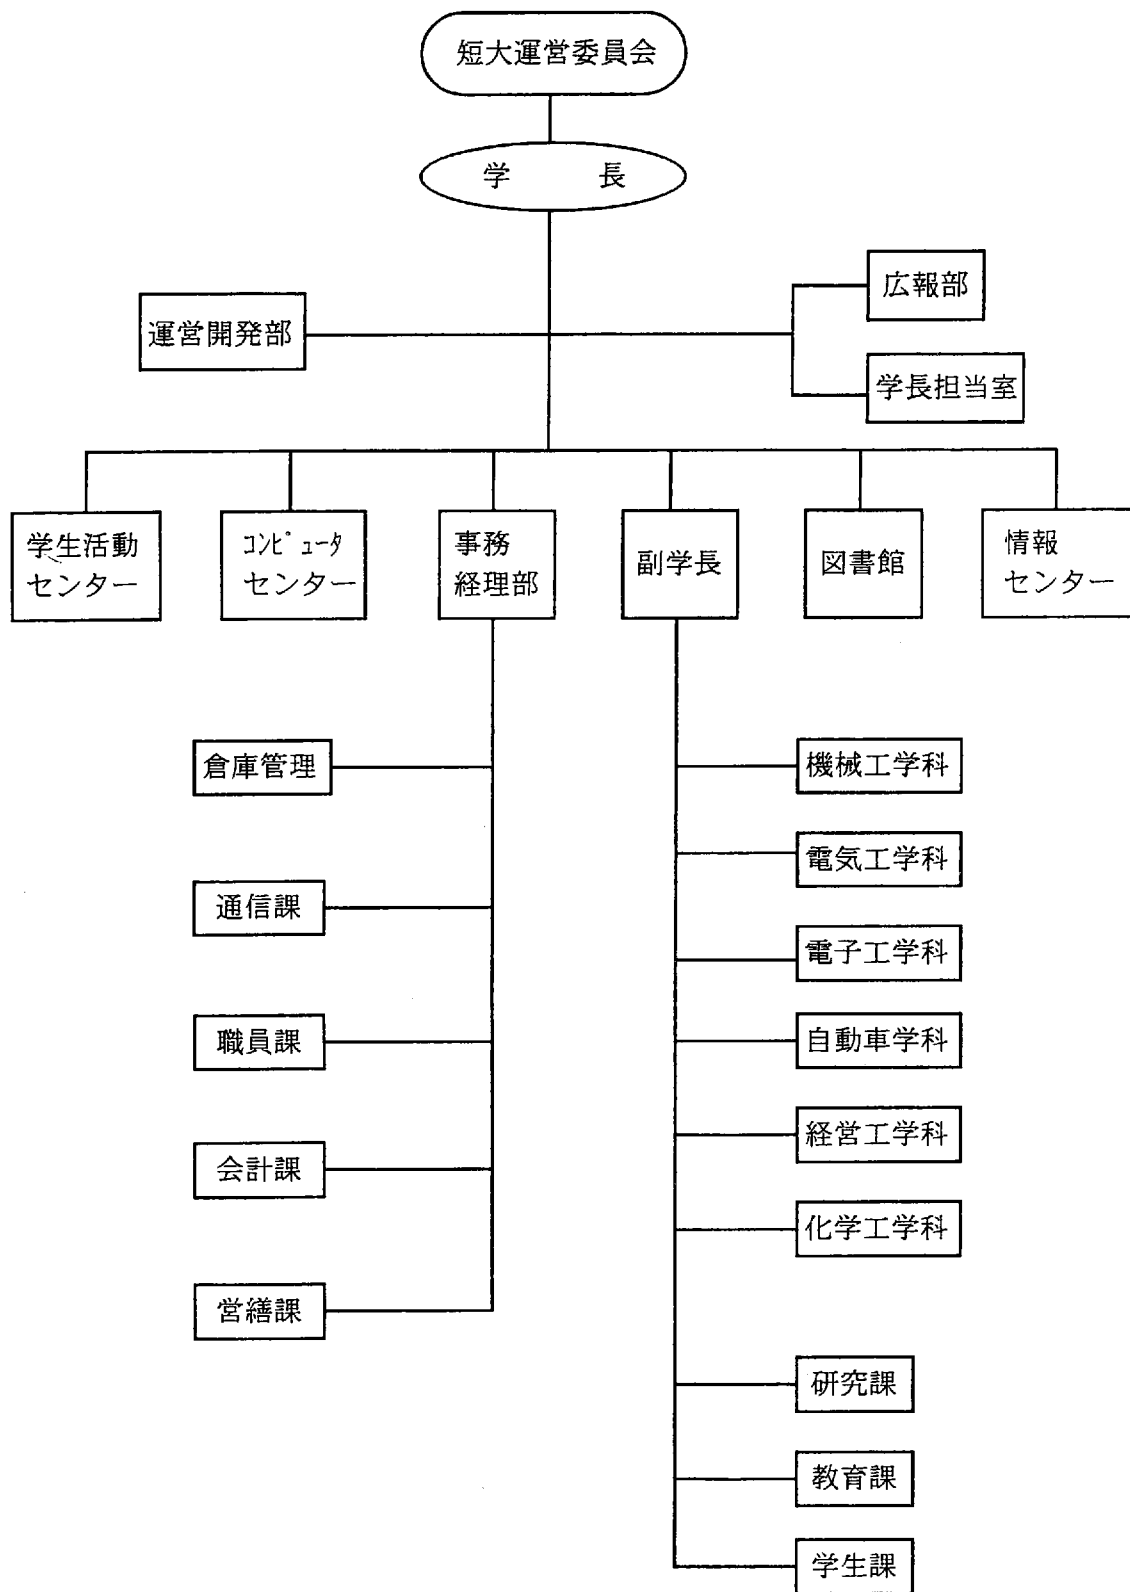 短大運営委員会
学　　　長
広報部
運営開発部
学長担当室
学生活動
センター
ｺﾝﾋﾟｭｰﾀ
センター
事務
経理部
副学長
図書館
情報
センター
倉庫管理
通信課
職員課
会計課
営繕課
機械工学科
電気工学科
電子工学科
自動車学科
経営工学科
化学工学科
研究課
教育課
学生課